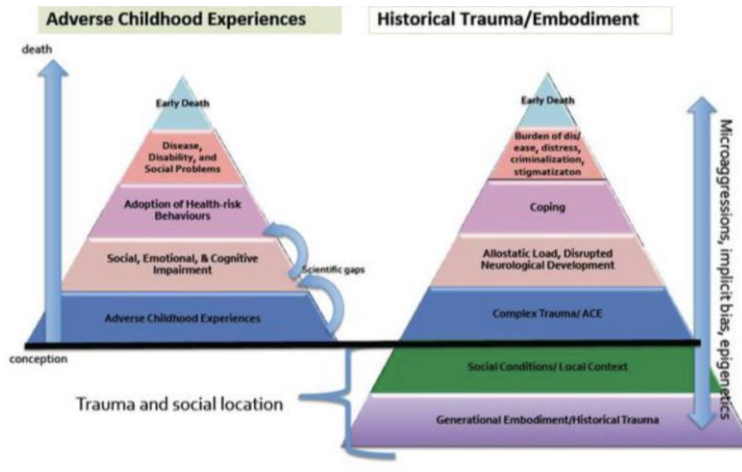 Adverse Childhood Experiences
Historical Trauma/Embodiment
death
Early Death
Disease,
Disability, and
Social Problems
Adoption of Health-risk
Behaviours
Social, Emotional, & Cognitive
Impairment
Scientific gaps
Adverse Childhood Experiences
conception
Trauma and social location
Early Death
Burden of dis/
ease, distress,
criminalization,
stigmatizaton
Coping
Allostatic Load, Disrupted
Neurological Development
Complex Trauma/ ACE
Social Conditions/ Local Context
Generational Embodiment/Historical Trauma
Microaggressions, implicit bias, epigenetics